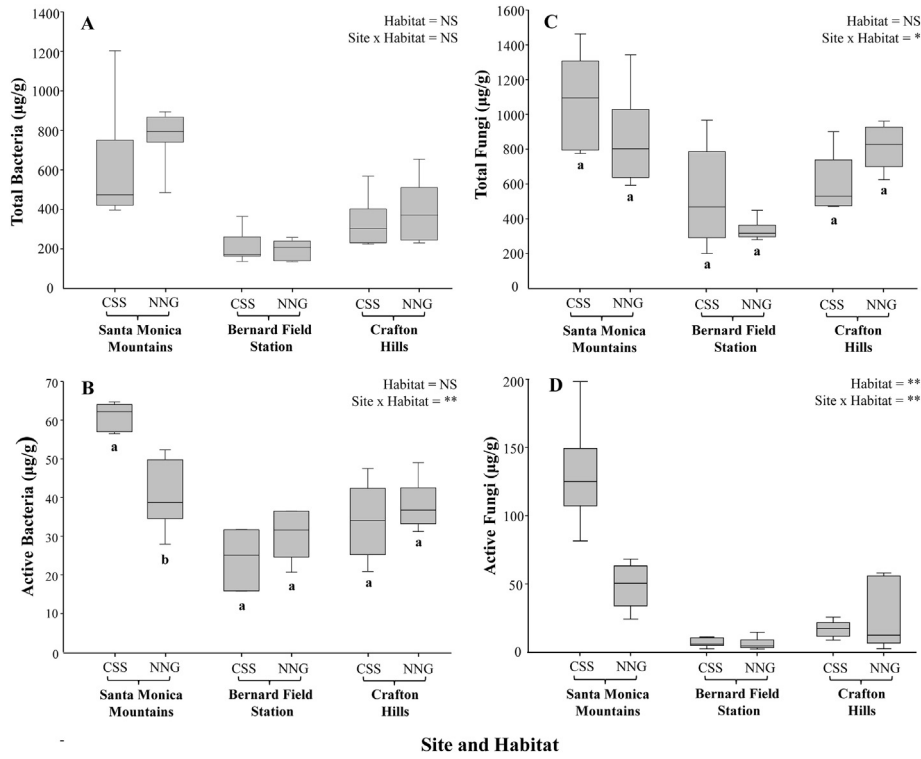 A
Habitat = NS
Site x Habitat = NS
Total Bacteria (μg/g)
1400
1200
1000
800
600
400
200
0
CSS NNG CSS NNG CSS NNG
Santa Monica Mountains
Bernard Field Station
Crafton Hills
C
Habitat = NS
Site x Habitat = *
Total Fungi (μg/g)
1600
1400
1200
1000
800
600
400
200
0
a a a a a a
CSS NNG CSS NNG CSS NNG
Santa Monica Mountains
Bernard Field Station
Crafton Hills
B
Habitat = NS
Site x Habitat = **
Active Bacteria (μg/g)
70
60
50
40
30
20
10
0
a b a a a a
CSS NNG CSS NNG CSS NNG
Santa Monica Mountains
Bernard Field Station
Crafton Hills
D
Habitat = **
Site x Habitat = **
Active Fungi (μg/g)
200
150
100
50
0
CSS NNG CSS NNG CSS NNG
Santa Monica Mountains
Bernard Field Station
Crafton Hills
-
Site and Habitat